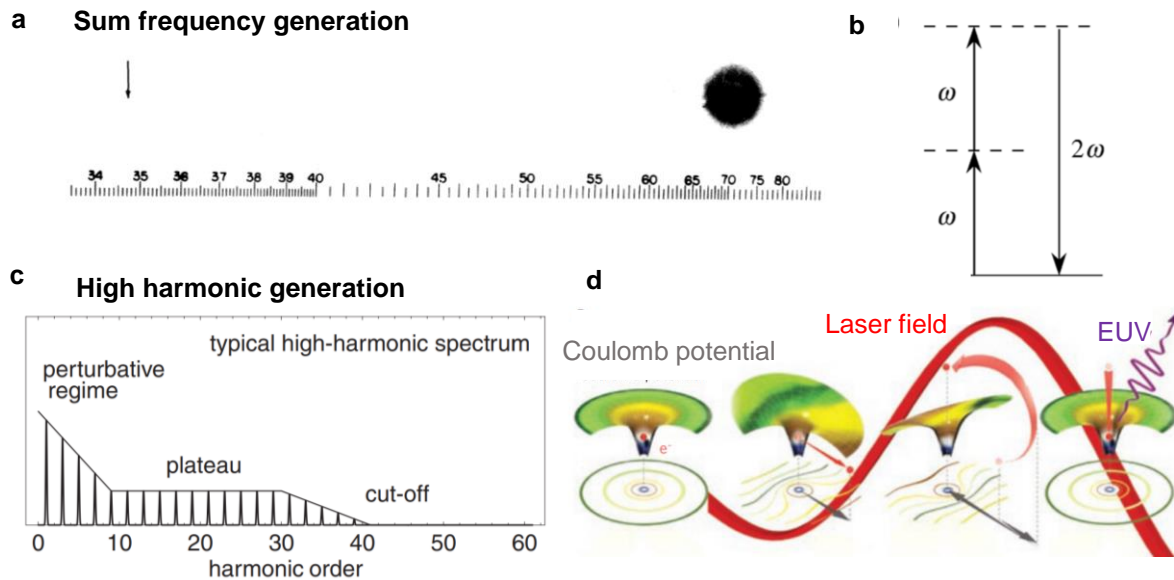 a Sum frequency generation
34 35 36 37 38 39 40 45 50 55 60 65 70 75 80
b
ω
ω
2ω
c High harmonic generation
typical high-harmonic spectrum
perturbative
regime
plateau
cut-off
0 10 20 30 40 50 60
harmonic order
d
Laser field
EUV
Coulomb potential
e-